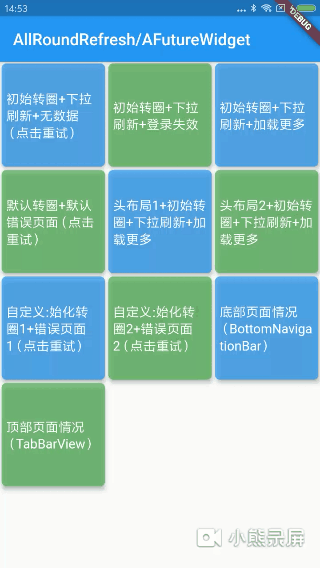 14:53
DEBUG
AllRoundRefresh/AFutureWidget
初始转圈+下拉
刷新+无数据
（点击重试）
初始转圈+下拉
刷新+登录失效
初始转圈+下拉
刷新+加载更多
默认转圈+默认
错误页面（点击
重试）
头布局1+初始转
圈+下拉刷新+加
载更多
头布局2+初始转
圈+下拉刷新+加
载更多
自定义:始化转
圈1+错误页面
1（点击重试）
自定义:始化转
圈2+错误页面
2（点击重试）
底部页面情况
（BottomNaviga
tionBar）
顶部页面情况
（TabBarView）
小熊录屏